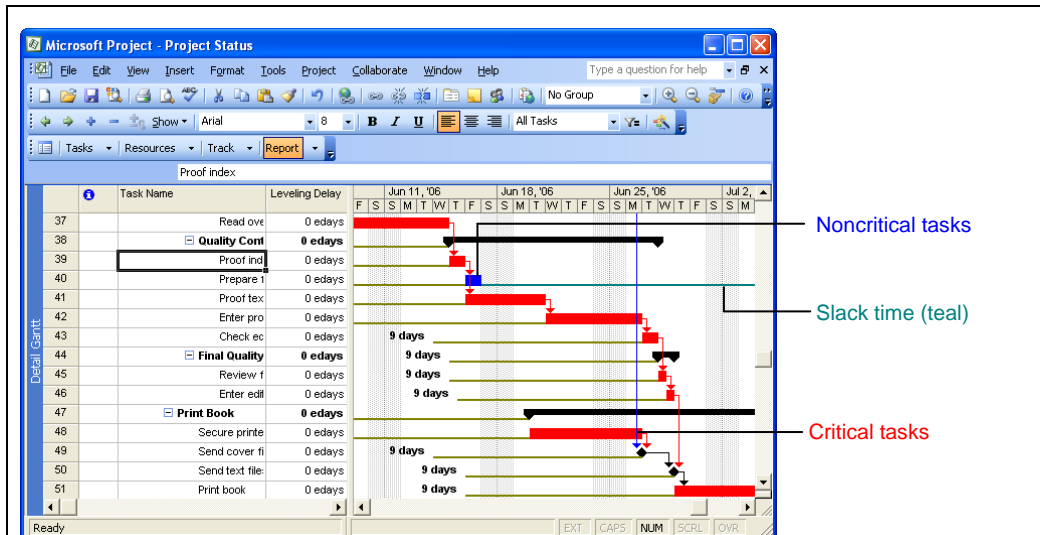 Microsoft Project - Project Status
File Edit View Insert Format Tools Project Collaborate Window Help Type a question for help
No Group
Show Arial 8 B I U All Tasks
Tasks Resources Track Report
Proof index
Task Name Leveling Delay Jun 11, '06 Jun 18, '06 Jun 25, '06 Jul 2,
F S S M T W T F S S M T W T F S S M T W T F S S M
37 Read ove 0 edays
38 Quality Cont 0 edays
39 Proof ind 0 edays
40 Prepare t 0 edays
41 Proof tex 0 edays
42 Enter pro 0 edays
43 Check ec 0 edays 9 days
44 Final Quality 0 edays 9 days
45 Review f 0 edays 9 days
46 Enter edit 0 edays 9 days
47 Print Book 0 edays
48 Secure printe 0 edays
49 Send cover fi 0 edays 9 days
50 Send text file: 0 edays 9 days
51 Print book 0 edays 9 days
Detail Gantt
Ready EXT CAPS NUM SCRL OVR
Noncritical tasks
Slack time (teal)
Critical tasks